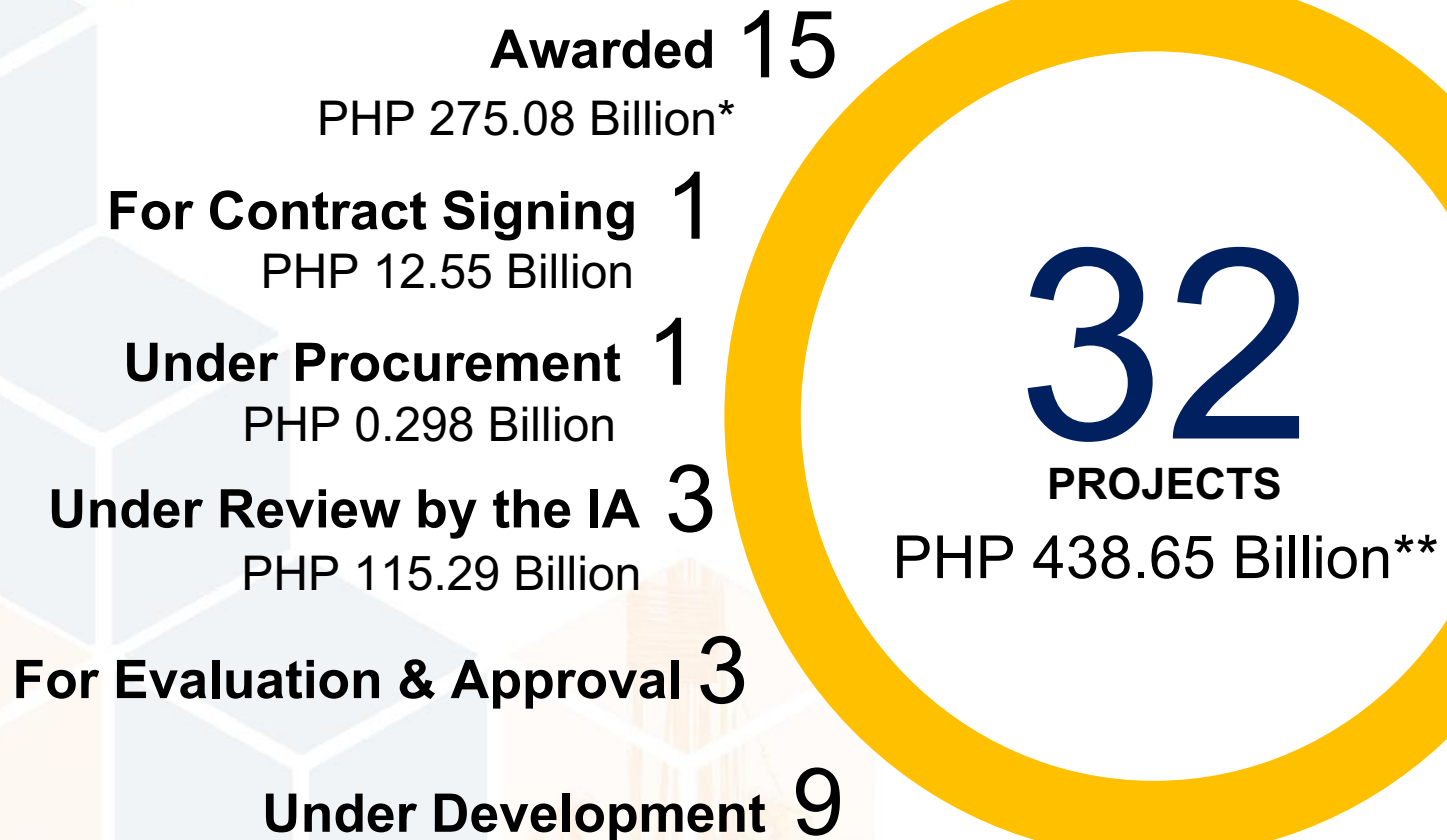 Awarded 15
PHP 275.08 Billion*
For Contract Signing 1
PHP 12.55 Billion
Under Procurement 1
PHP 0.298 Billion
Under Review by the IA 3
PHP 115.29 Billion
For Evaluation & Approval 3
Under Development 9
32
PROJECTS
PHP 438.65 Billion**